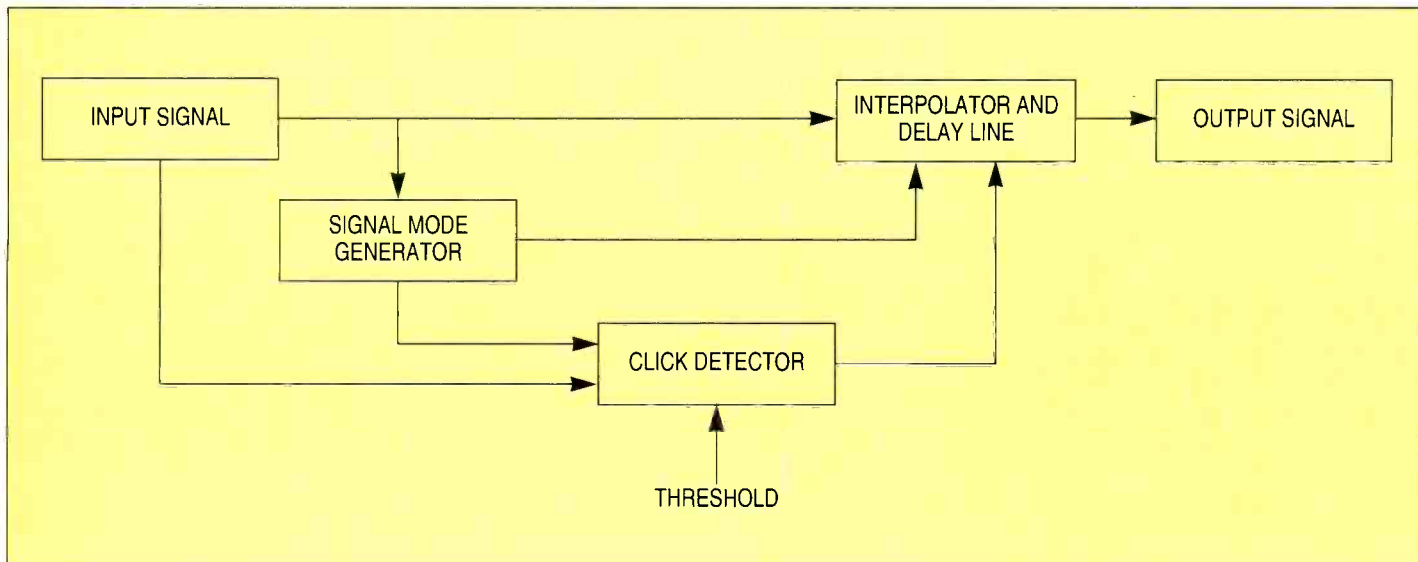 INPUT SIGNAL
INTERPOLATOR AND
DELAY LINE
OUTPUT SIGNAL
SIGNAL MODE
GENERATOR
CLICK DETECTOR
THRESHOLD